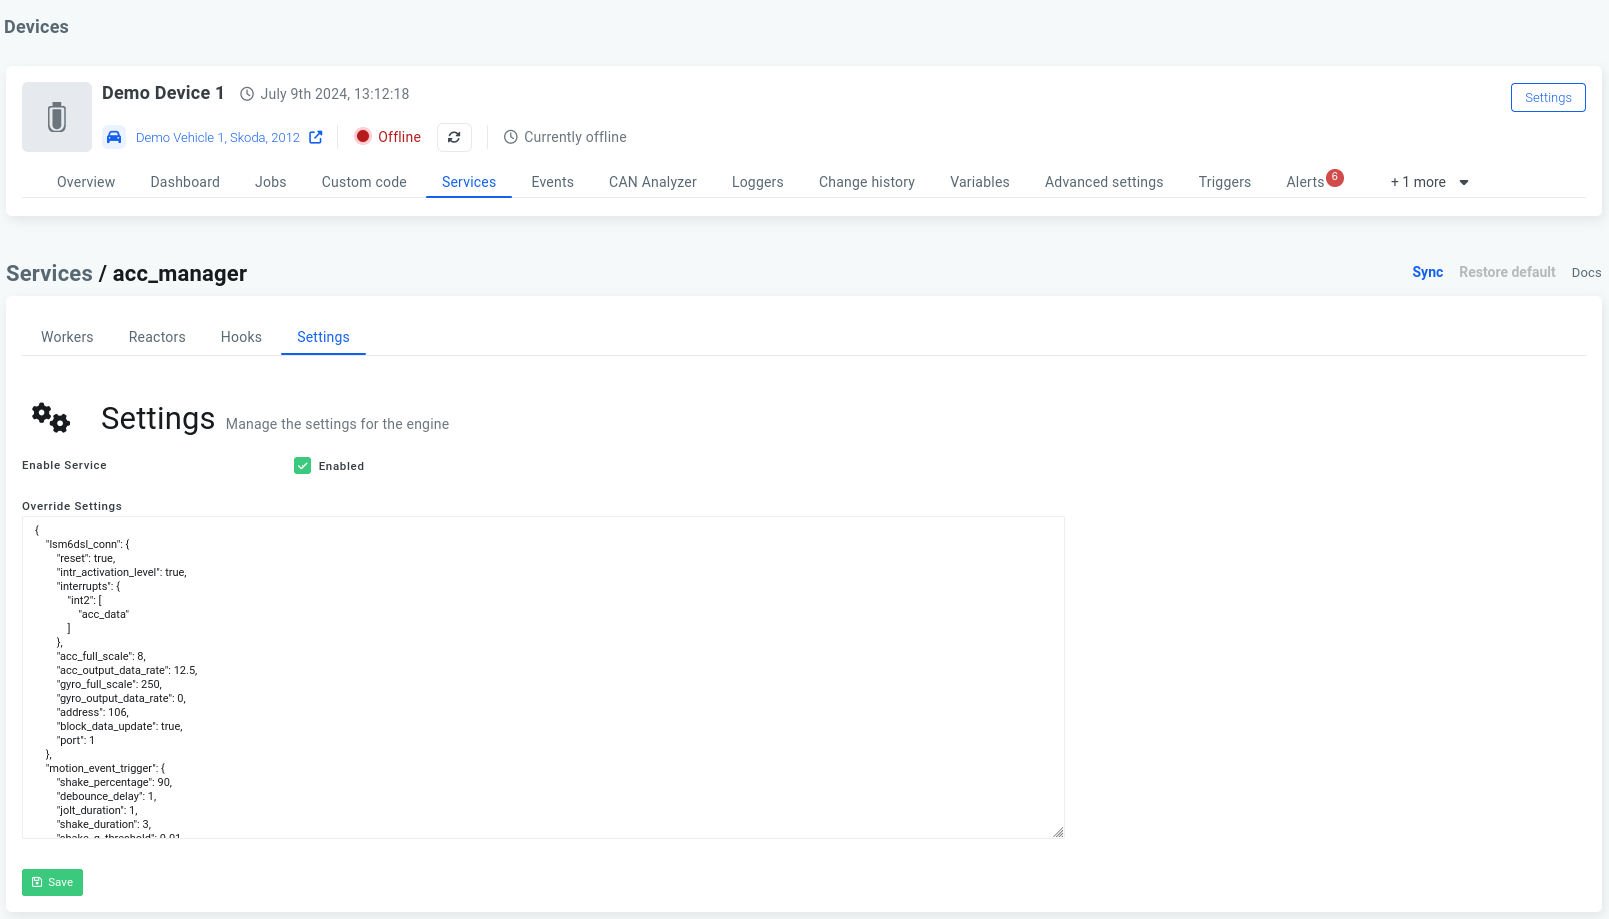 Devices
Demo Device 1 July 9th 2024, 13:12:18
Settings
Demo Vehicle 1, Skoda, 2012 Offline Currently offline
Overview Dashboard Jobs Custom code Services Events CAN Analyzer Loggers Change history Variables Advanced settings Triggers Alerts 6 + 1 more
Services / acc_manager
Sync Restore default Docs
Workers Reactors Hooks Settings
Settings Manage the settings for the engine
Enable Service Enabled
Override Settings
{
"lsm6dsl_conn": {
"reset": true,
"intr_activation_level": true,
"interrupts": {
"int2": [
"acc_data"
]
},
"acc_full_scale": 8,
"acc_output_data_rate": 12.5,
"gyro_full_scale": 250,
"gyro_output_data_rate": 0,
"address": 106,
"block_data_update": true,
"port": 1
},
"motion_event_trigger": {
"shake_percentage": 90,
"debounce_delay": 1,
"jolt_duration": 1,
"shake_duration": 3,
"shake_g_threshold": 0.01
Save